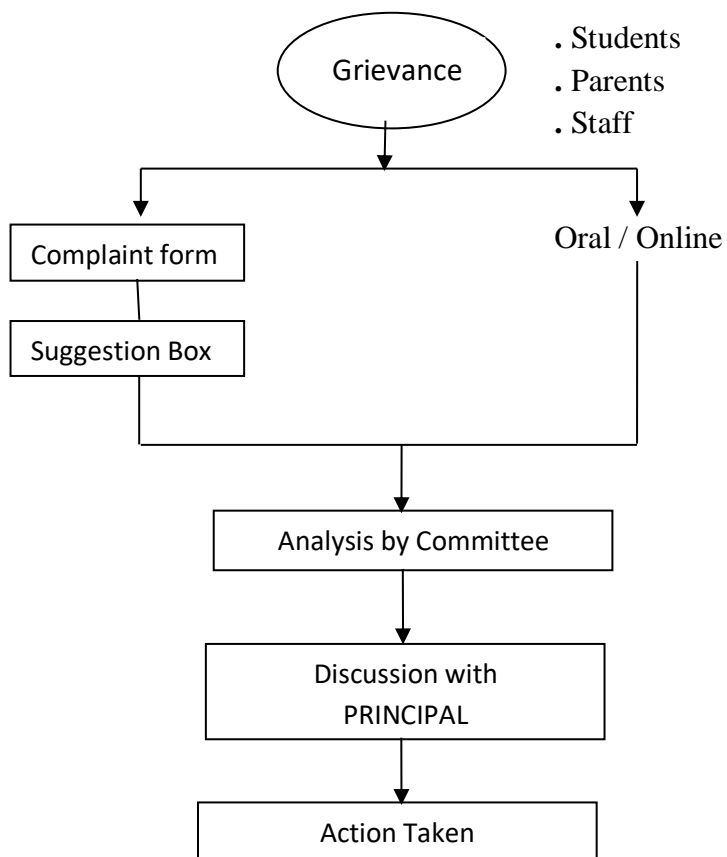 Grievance
. Students
. Parents
. Staff
Complaint form
Oral / Online
Suggestion Box
Analysis by Committee
Discussion with
PRINCIPAL
Action Taken